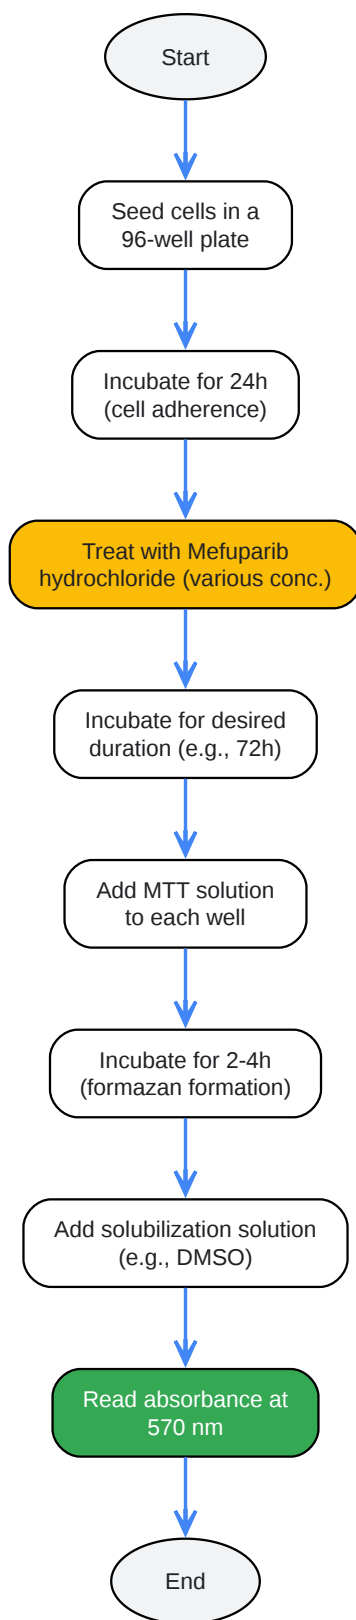 Start
Seed cells in a
96-well plate
Incubate for 24h
(cell adherence)
Treat with Mefuparib
hydrochloride (various conc.)
Incubate for desired
duration (e.g., 72h)
Add MTT solution
to each well
Incubate for 2-4h
(formazan formation)
Add solubilization solution
(e.g., DMSO)
Read absorbance at
570 nm
End